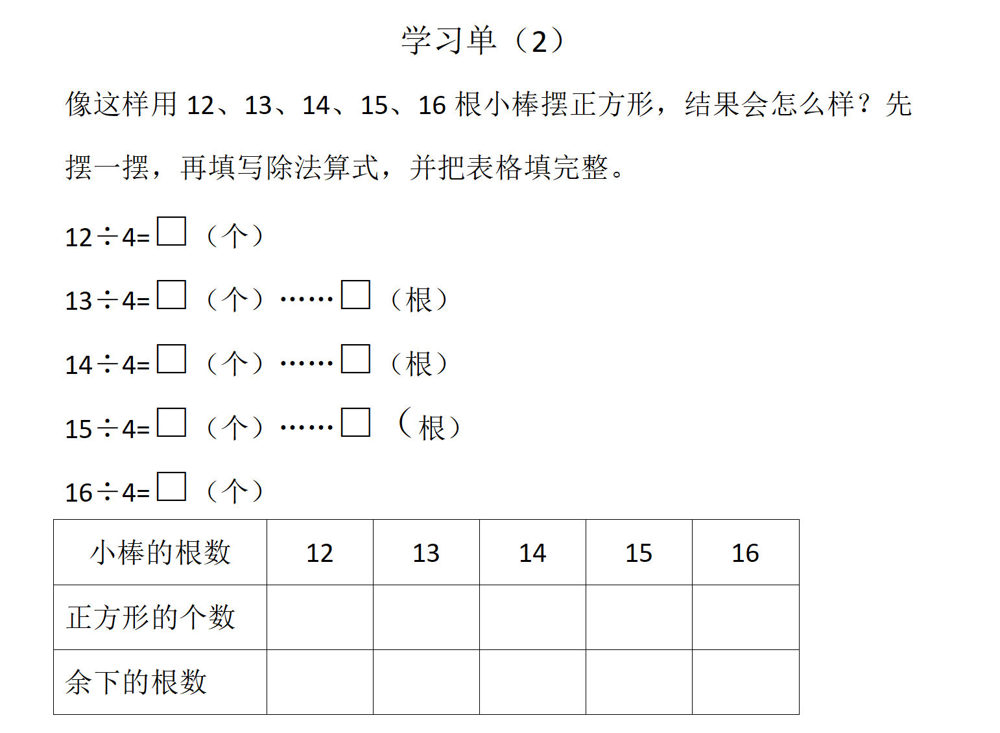 学习单（2）
像这样用 12、13、14、15、16 根小棒摆正方形，结果会怎么样？先
摆一摆，再填写除法算式，并把表格填完整。
12÷4=□（个）
13÷4=□（个）……□（根）
14÷4=□（个）……□（根）
15÷4=□（个）……□（根）
16÷4=□（个）
小棒的根数 12 13 14 15 16
正方形的个数
余下的根数